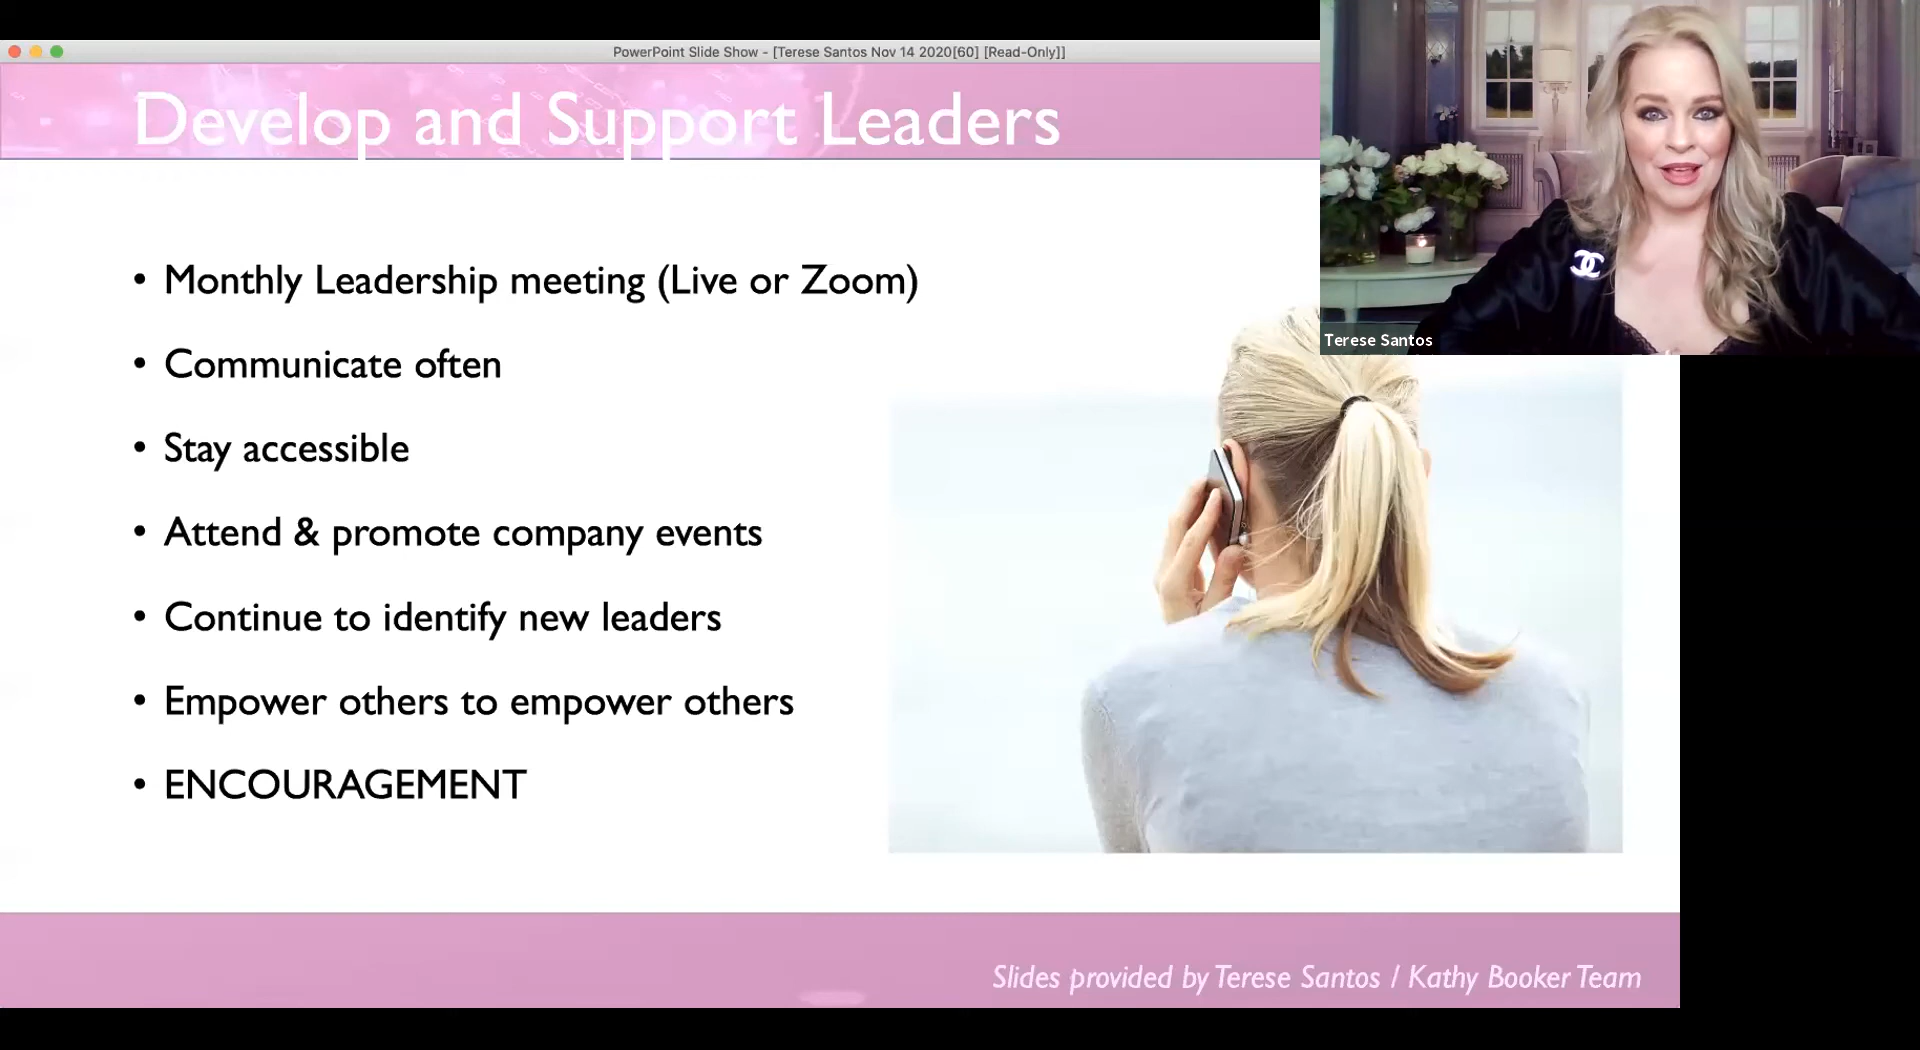 PowerPoint Slide Show - [Terese Santos Nov 14 2020[60] [Read-Only]]
Develop and Support Leaders
• Monthly Leadership meeting (Live or Zoom)
• Communicate often
• Stay accessible
• Attend & promote company events
• Continue to identify new leaders
• Empower others to empower others
• ENCOURAGEMENT
Terese Santos
Slides provided by Terese Santos / Kathy Booker Team